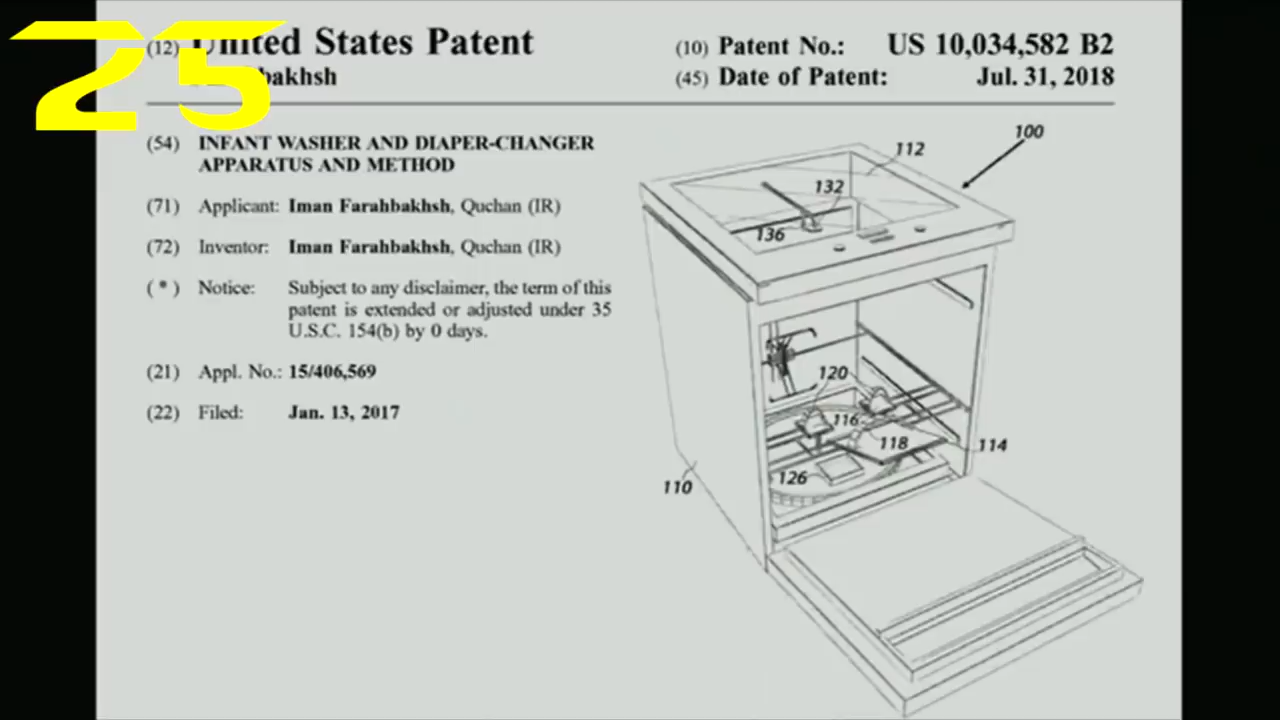 25
(12) United States Patent
bakhsh
(10) Patent No.: US 10,034,582 B2
(45) Date of Patent: Jul. 31, 2018
(54) INFANT WASHER AND DIAPER-CHANGER
APPARATUS AND METHOD
(71) Applicant: Iman Farahbakhsh, Quchan (IR)
(72) Inventor: Iman Farahbakhsh, Quchan (IR)
(*) Notice: Subject to any disclaimer, the term of this
patent is extended or adjusted under 35
U.S.C. 154(b) by 0 days.
(21) Appl. No.: 15/406,569
(22) Filed: Jan. 13, 2017
100
112
132
136
120
116
118
114
126
110